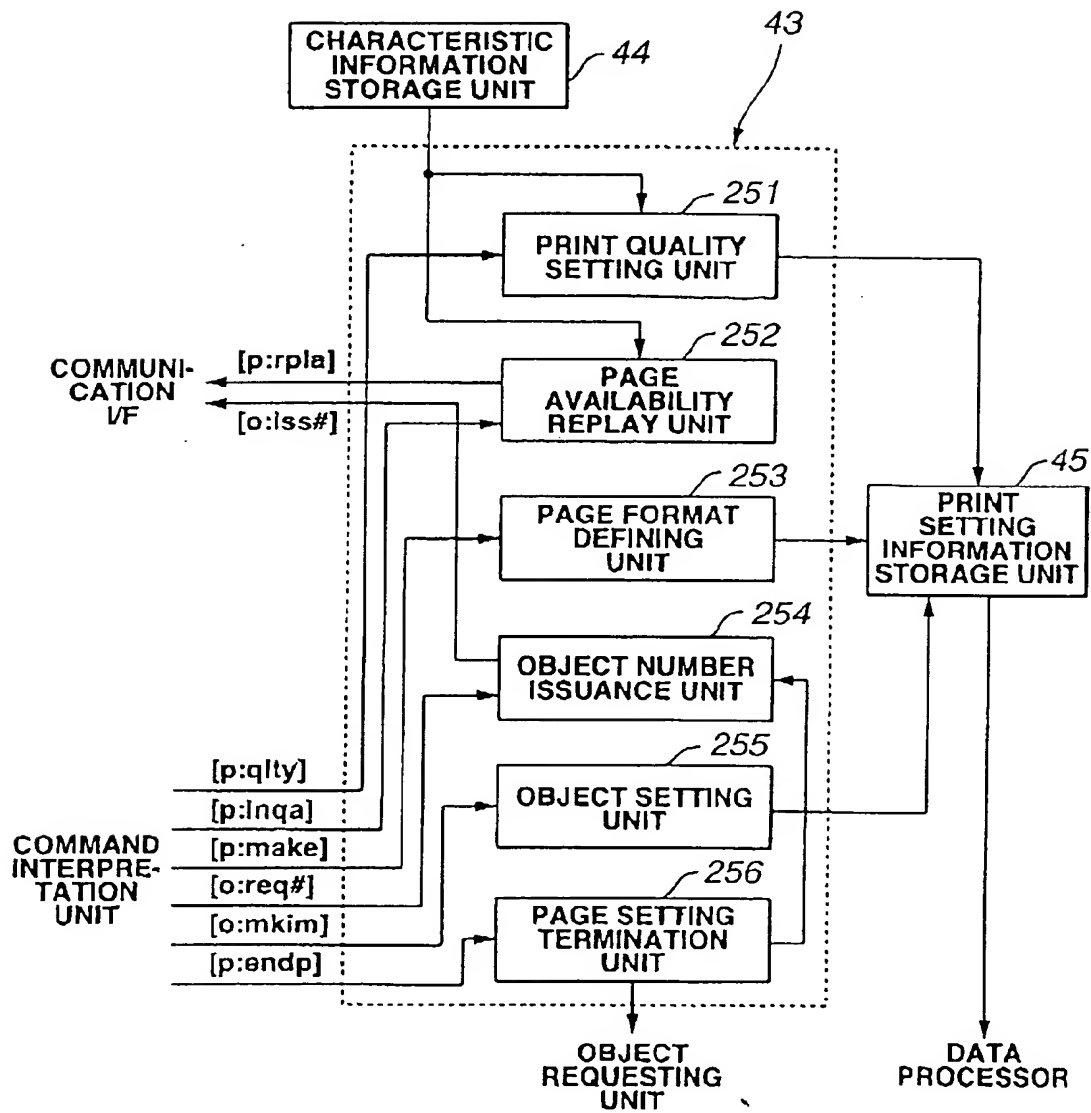 CHARACTERISTIC
INFORMATION
STORAGE UNIT
44
43
251
PRINT QUALITY
SETTING UNIT
252
[p:rpla]
COMMUNI-
CATION
I/F
PAGE
AVAILABILITY
REPLAY UNIT
[o:Iss#]
45
253
PRINT
SETTING
INFORMATION
STORAGE UNIT
PAGE FORMAT
DEFINING
UNIT
254
OBJECT NUMBER
ISSUANCE UNIT
255
[p:qlty]
OBJECT SETTING
UNIT
[p:Inqa]
COMMAND
INTERPRE-
TATION
UNIT
[p:make]
[o:req#]
256
[o:mkim]
PAGE SETTING
TERMINATION
UNIT
[p:endp]
OBJECT
REQUESTING
UNIT
DATA
PROCESSOR